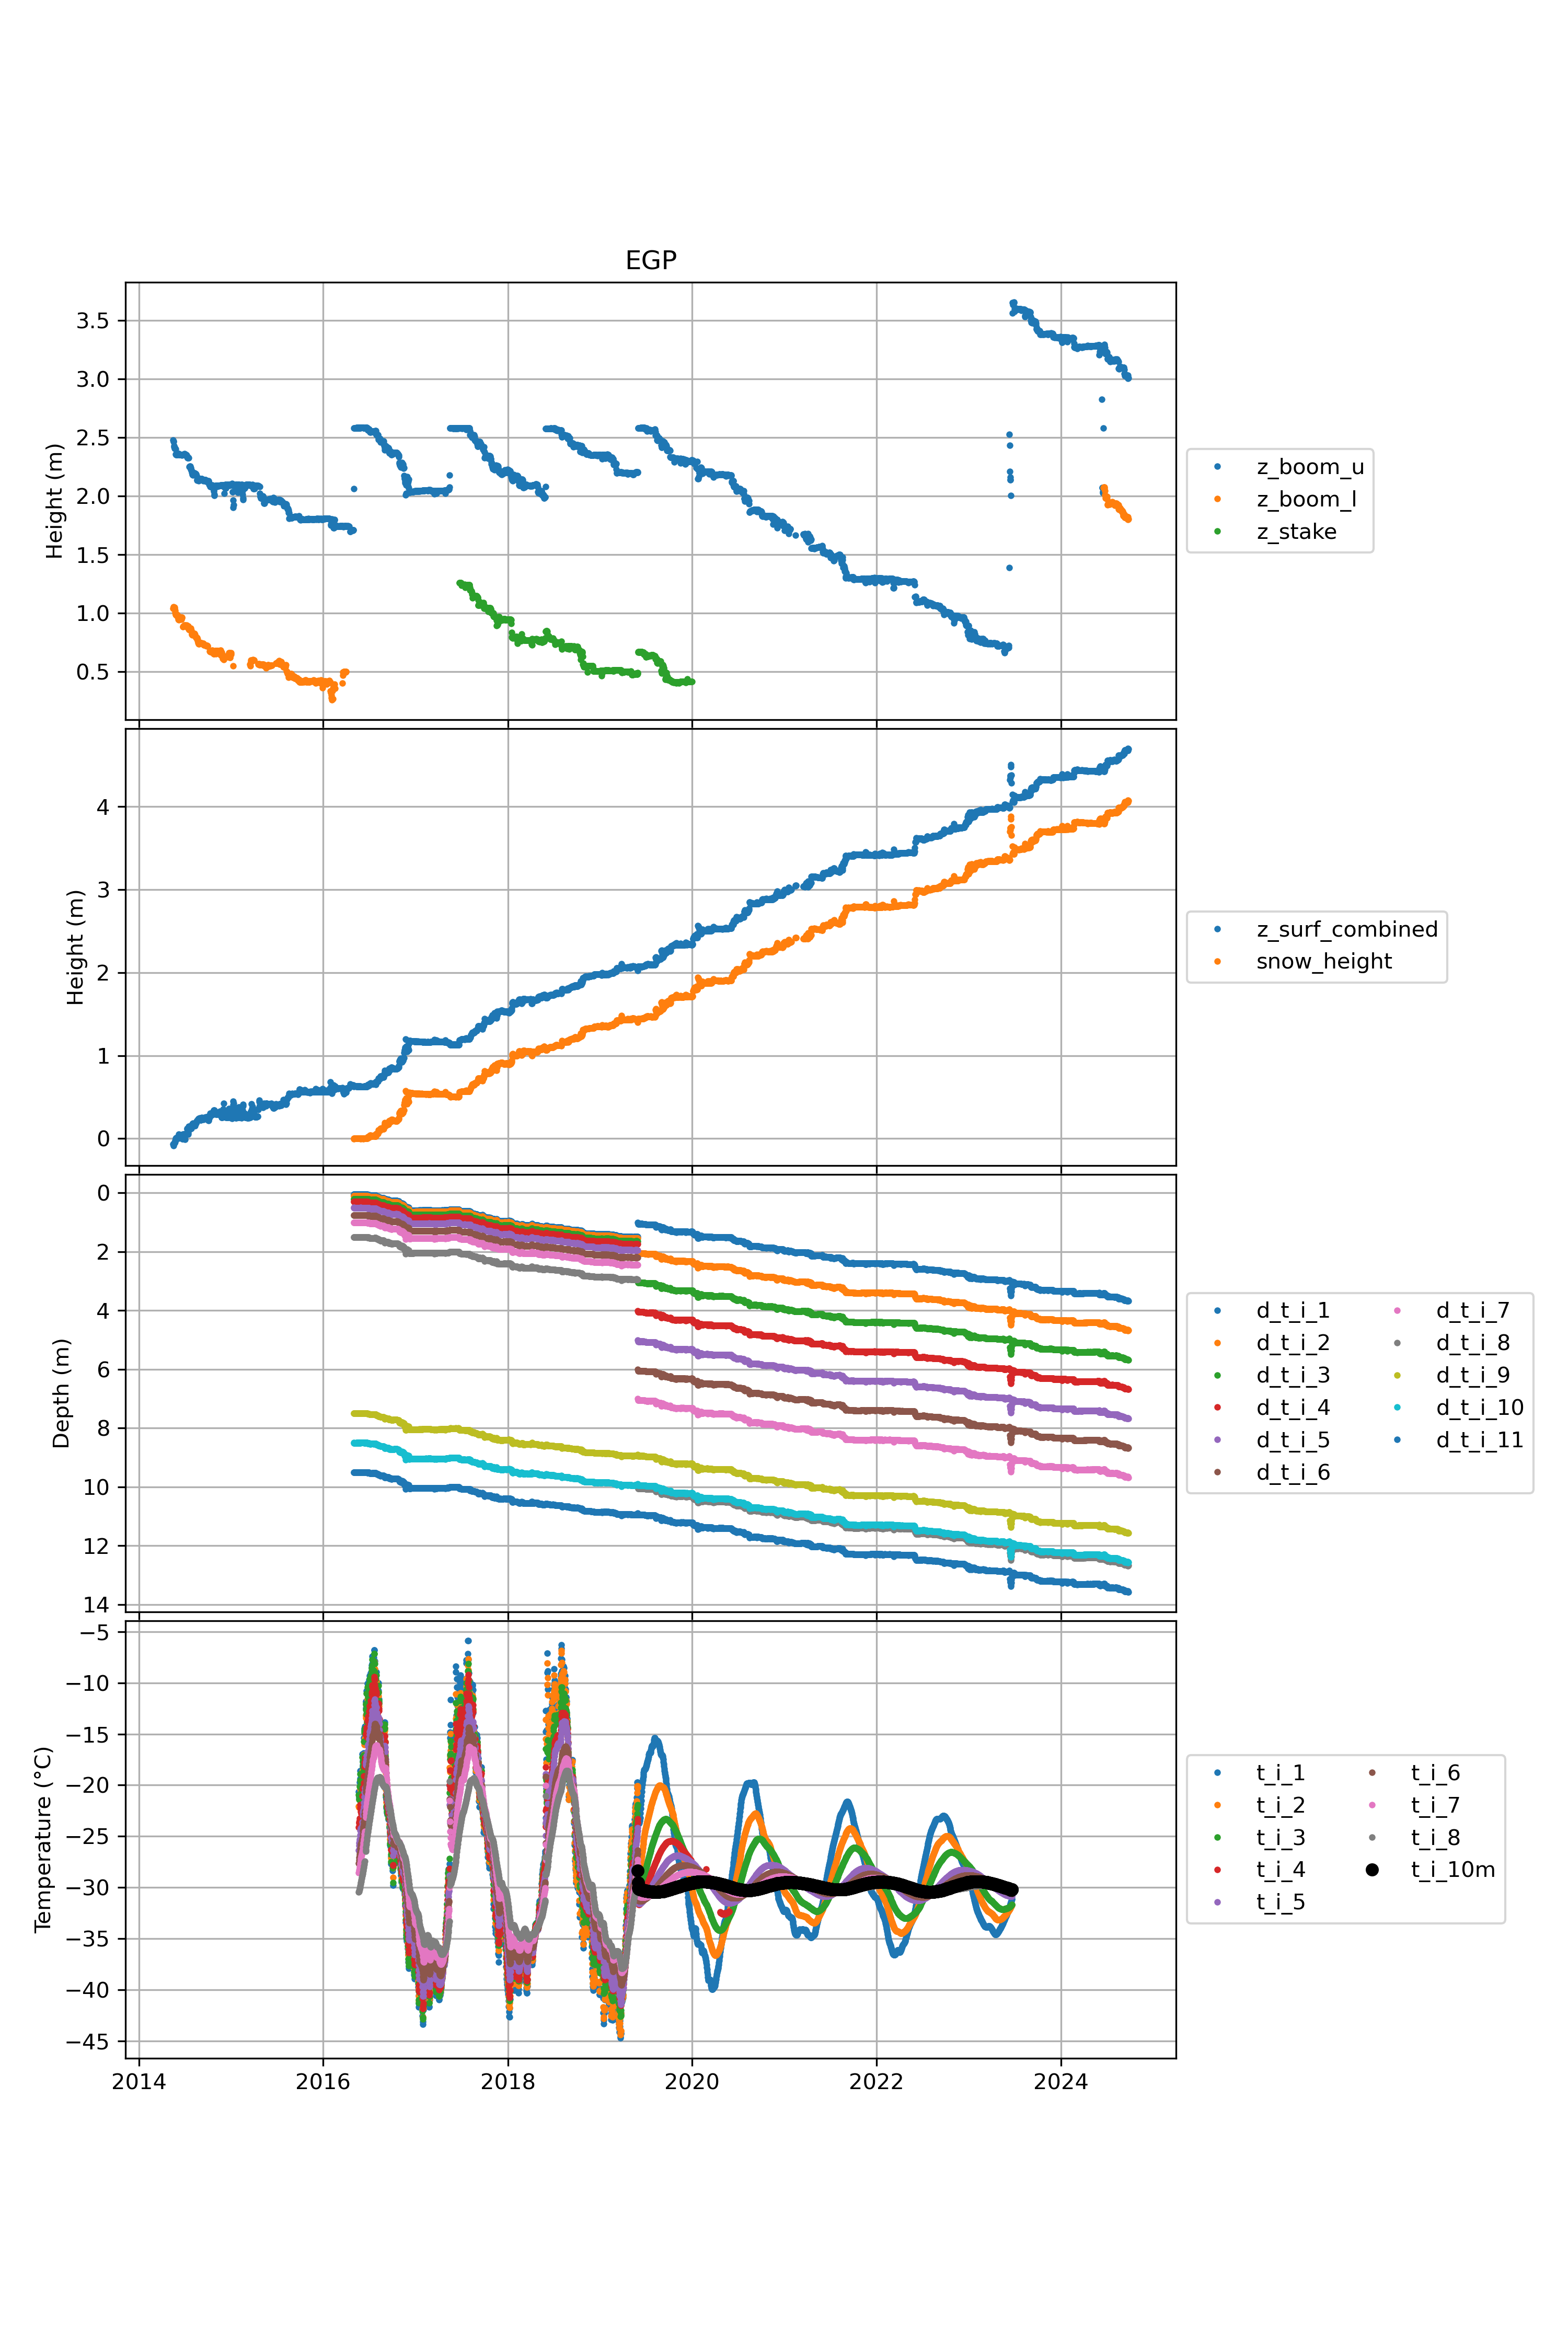 EGP
3.5
3.0
2.5
2.0
1.5
1.0
0.5
Height (m)
z_boom_u
z_boom_l
z_stake
4
3
2
1
0
Height (m)
z_surf_combined
snow_height
0
2
4
6
8
10
12
14
Depth (m)
d_t_i_1
d_t_i_2
d_t_i_3
d_t_i_4
d_t_i_5
d_t_i_6
d_t_i_7
d_t_i_8
d_t_i_9
d_t_i_10
d_t_i_11
−5
−10
−15
−20
−25
−30
−35
−40
−45
Temperature (°C)
t_i_1
t_i_2
t_i_3
t_i_4
t_i_5
t_i_6
t_i_7
t_i_8
t_i_10m
2014 2016 2018 2020 2022 2024